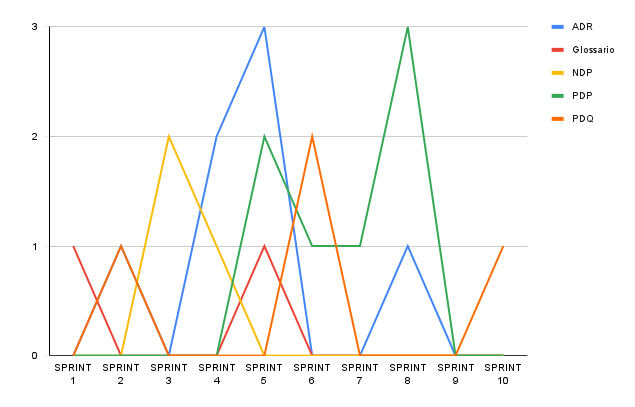 3
2
1
0
SPRINT 1
SPRINT 2
SPRINT 3
SPRINT 4
SPRINT 5
SPRINT 6
SPRINT 7
SPRINT 8
SPRINT 9
SPRINT 10
ADR
Glossario
NDP
PDP
PDQ